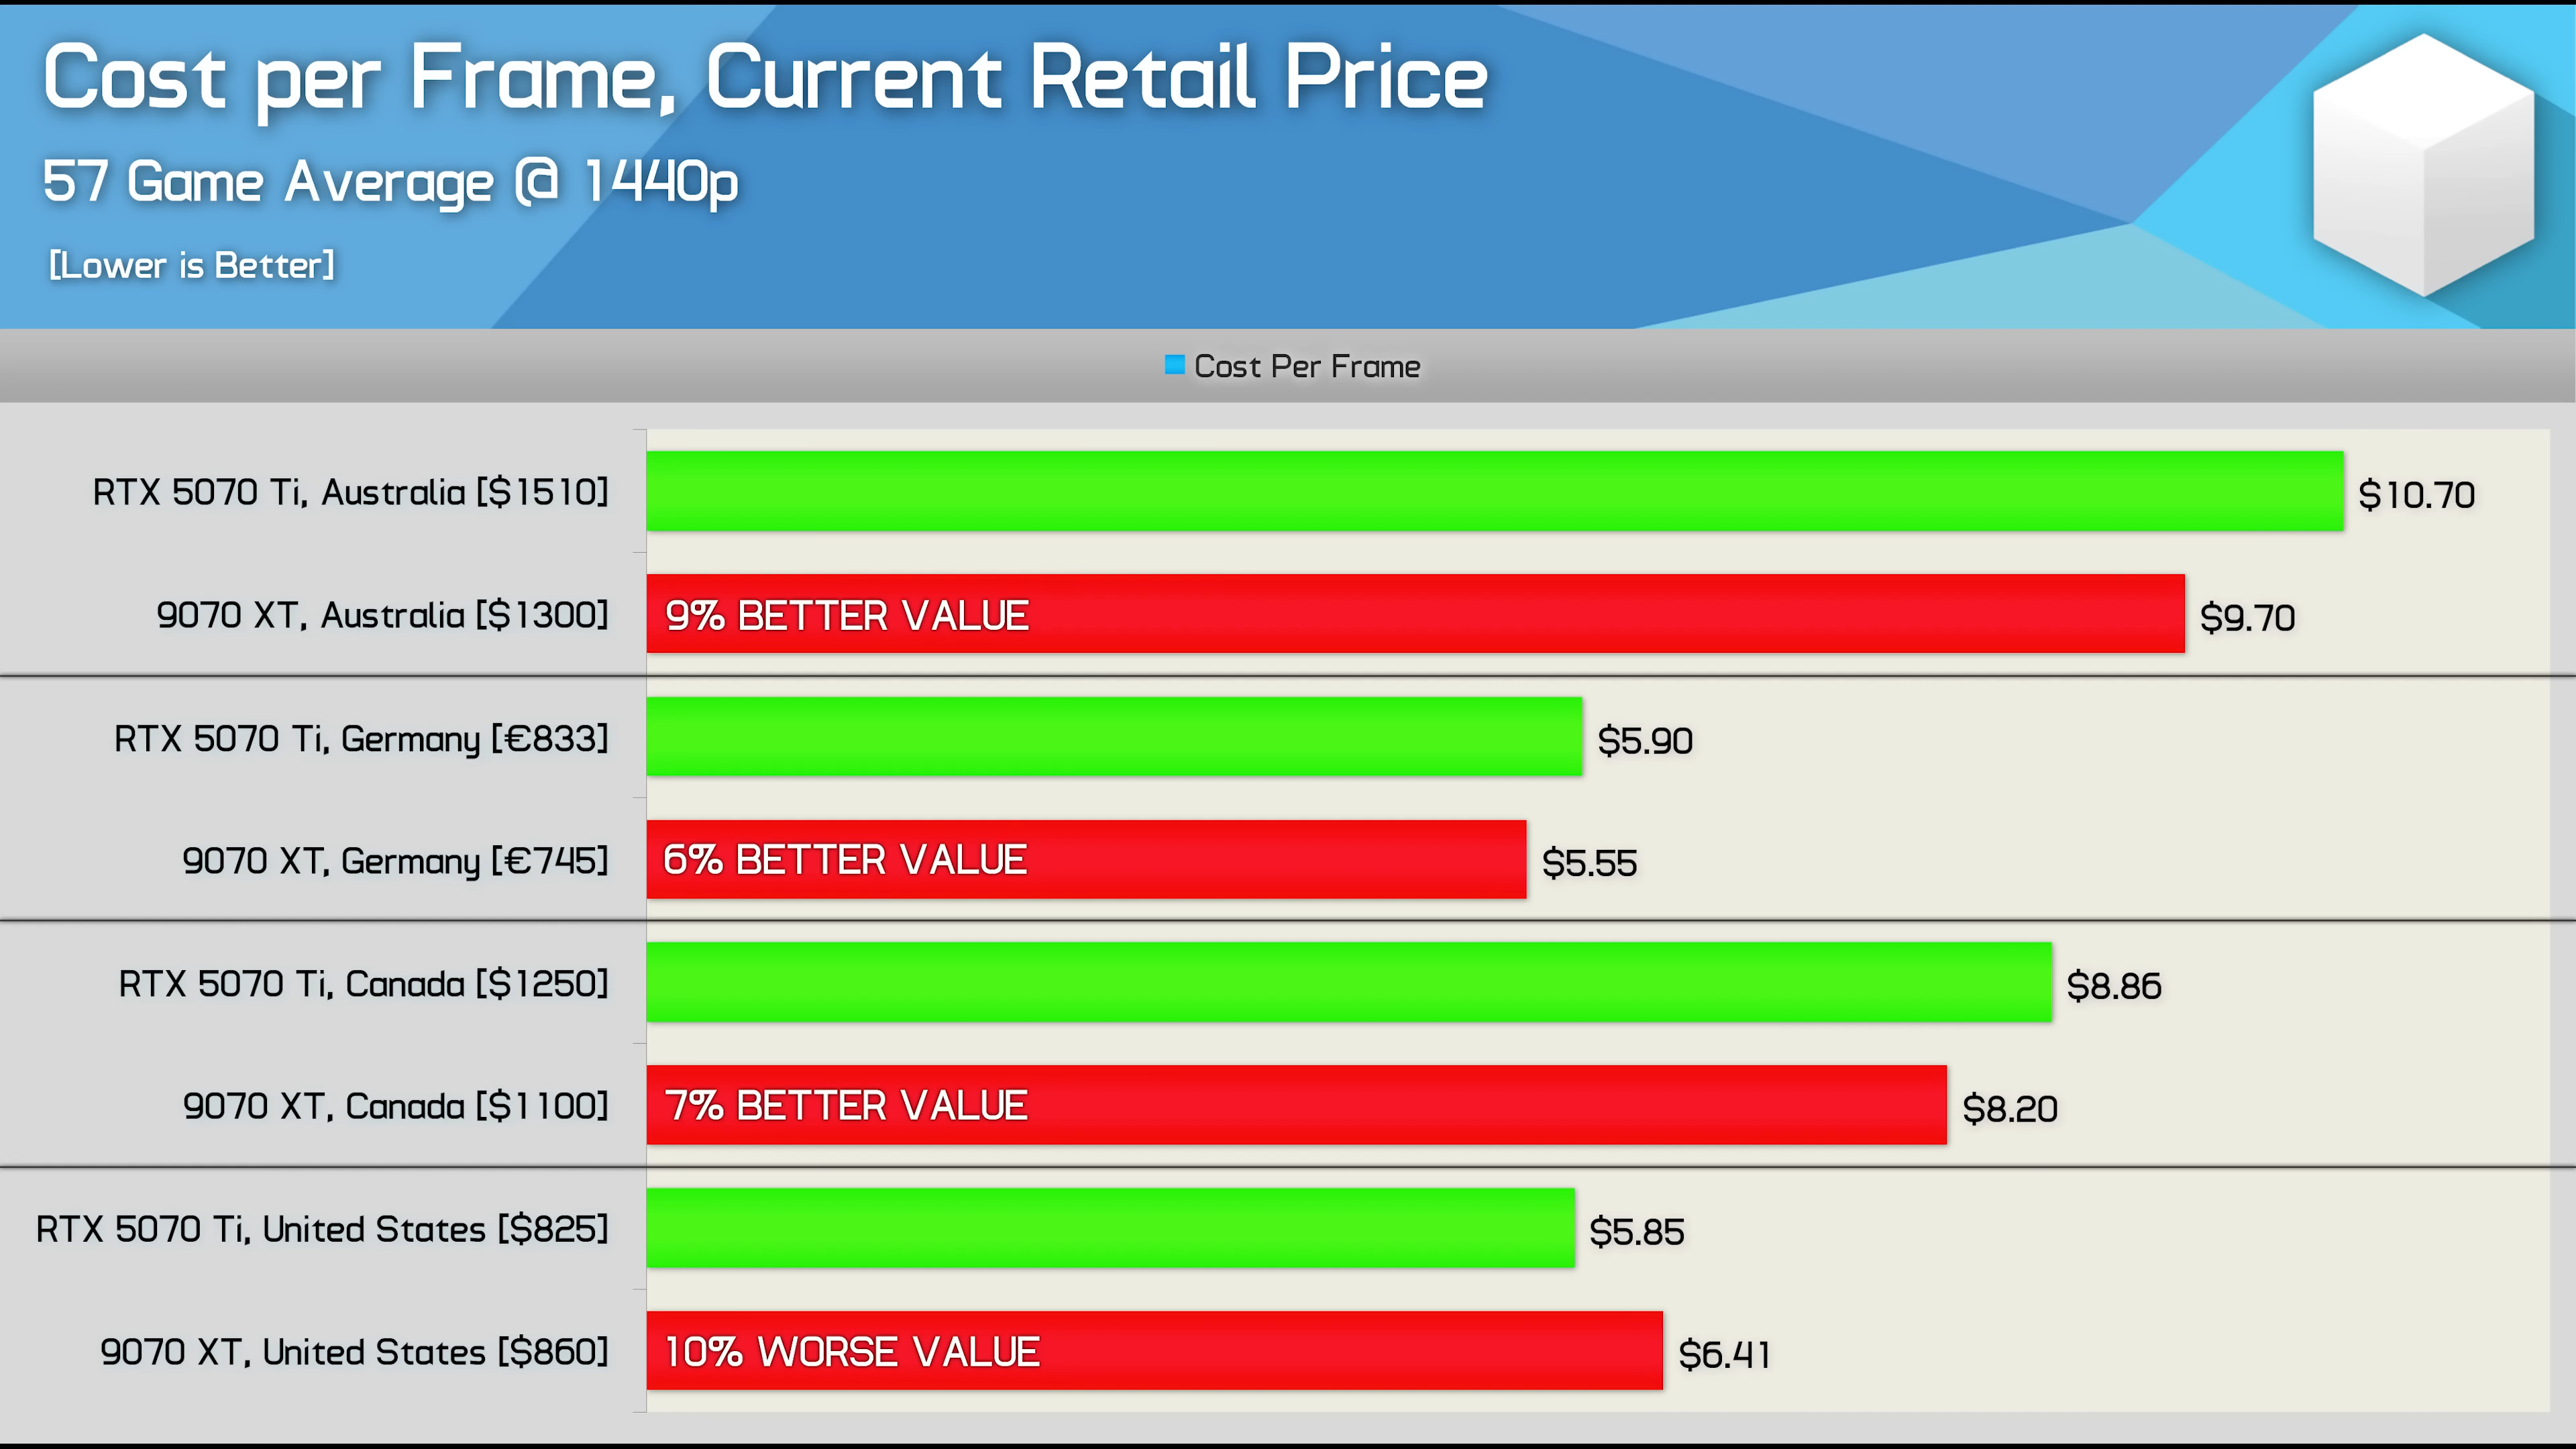 Cost per Frame, Current Retail Price
57 Game Average @ 1440p
[Lower is Better]
Cost Per Frame
RTX 5070 Ti, Australia [$1510] $10.70
9070 XT, Australia [$1300] 9% BETTER VALUE $9.70
RTX 5070 Ti, Germany [€833] $5.90
9070 XT, Germany [€745] 6% BETTER VALUE $5.55
RTX 5070 Ti, Canada [$1250] $8.86
9070 XT, Canada [$1100] 7% BETTER VALUE $8.20
RTX 5070 Ti, United States [$825] $5.85
9070 XT, United States [$860] 10% WORSE VALUE $6.41